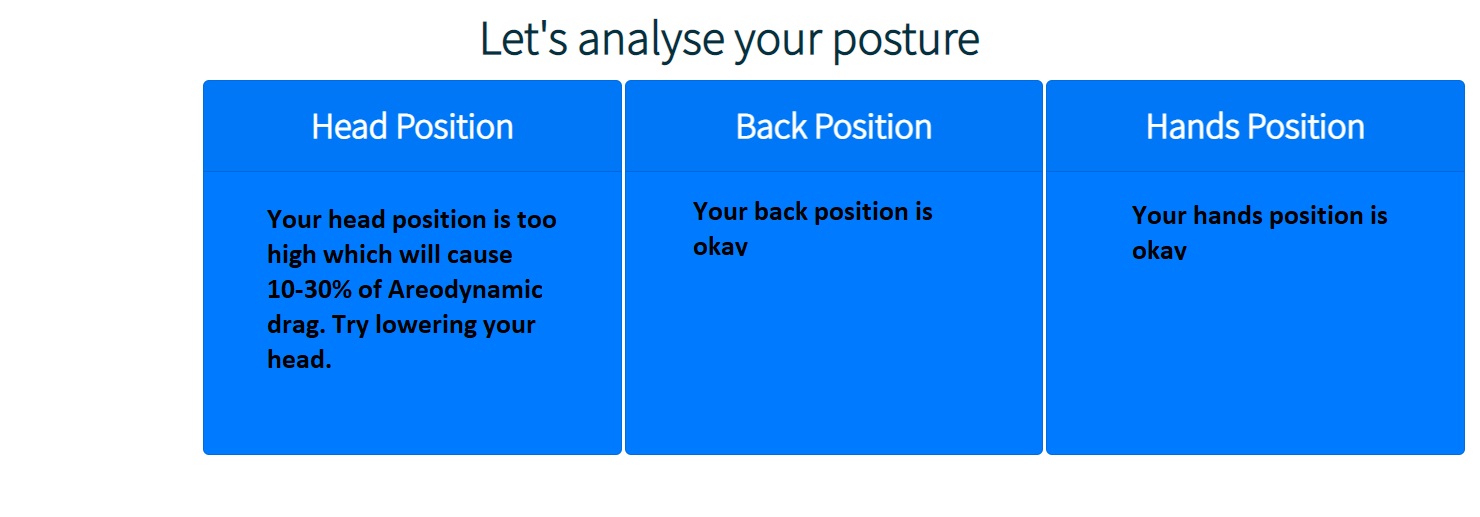 Let's analyse your posture
Head Position
Your head position is too
high which will cause
10-30% of Areodynamic
drag. Try lowering your
head.
Back Position
Your back position is
okay
Hands Position
Your hands position is
okay